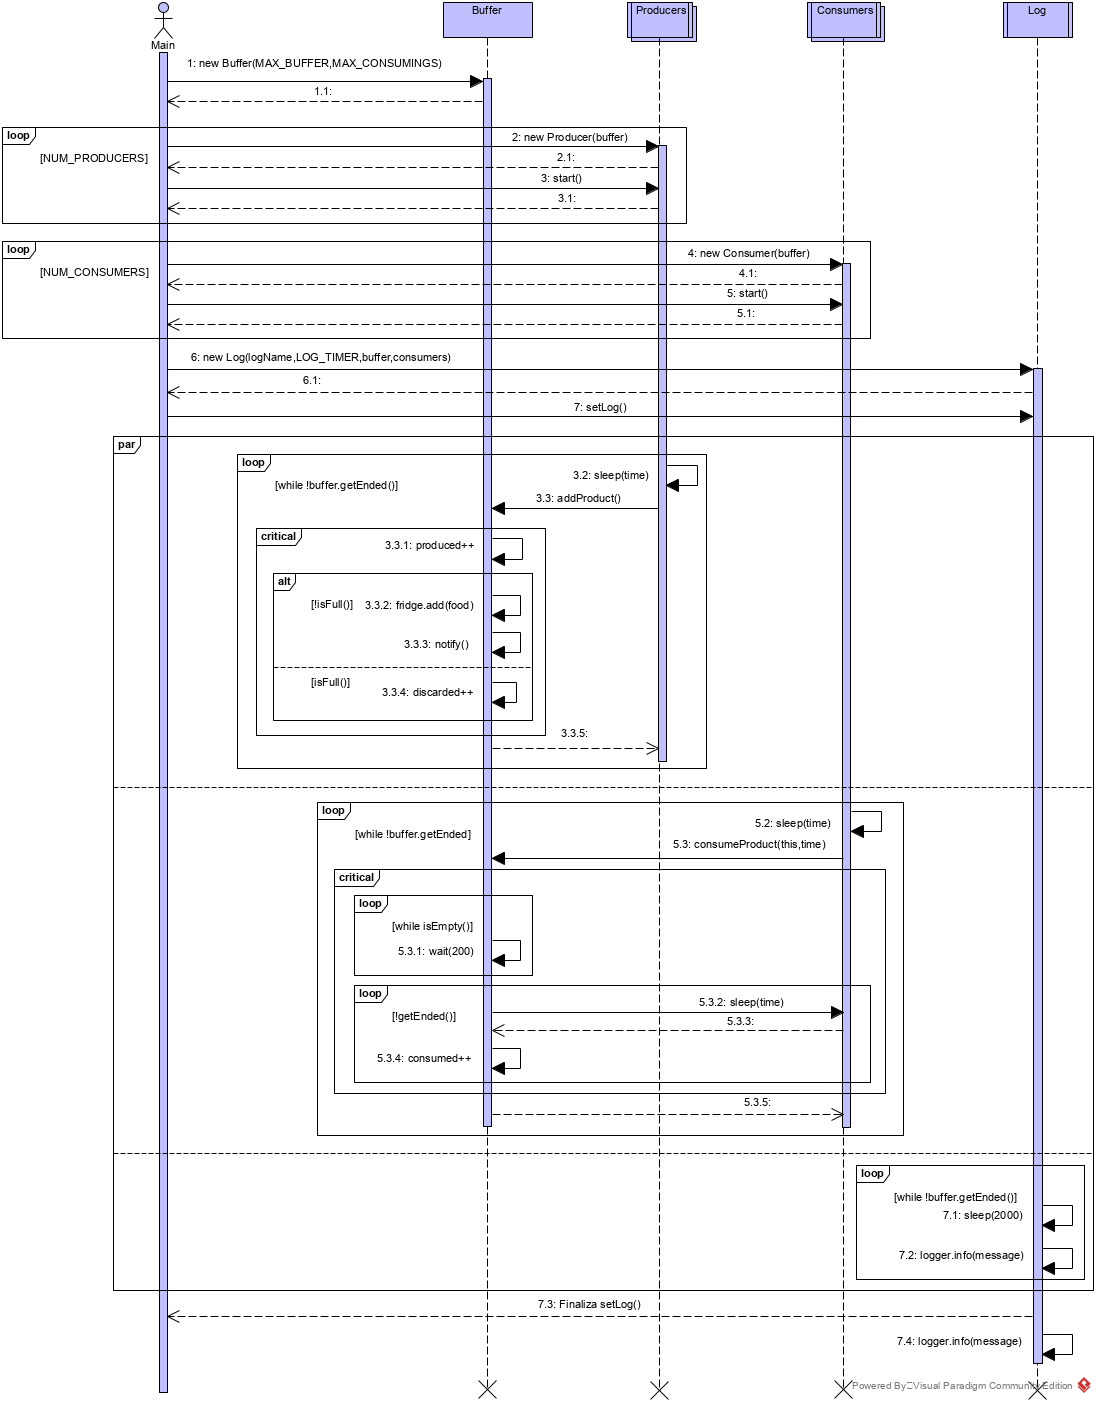 Buffer
Producers
Consumers
Log
Main
1: new Buffer(MAX_BUFFER,MAX_CONSUMINGS)
1.1:
loop
2: new Producer(buffer)
[NUM_PRODUCERS]
2.1:
3: start()
3.1:
loop
4: new Consumer(buffer)
[NUM_CONSUMERS]
4.1:
5: start()
5.1:
6: new Log(logName,LOG_TIMER,buffer,consumers)
6.1:
7: setLog()
par
loop
3.2: sleep(time)
[while !buffer.getEnded()]
3.3: addProduct()
critical
3.3.1: produced++
alt
[!isFull()]
3.3.2: fridge.add(food)
3.3.3: notify()
[isFull()]
3.3.4: discarded++
3.3.5:
loop
5.2: sleep(time)
[while !buffer.getEnded]
5.3: consumeProduct(this,time)
critical
loop
[while isEmpty()]
5.3.1: wait(200)
loop
5.3.2: sleep(time)
[!getEnded()]
5.3.3:
5.3.4: consumed++
5.3.5:
loop
[while !buffer.getEnded()]
7.1: sleep(2000)
7.2: logger.info(message)
7.3: Finaliza setLog()
7.4: logger.info(message)
Powered By Visual Paradigm Community Edition